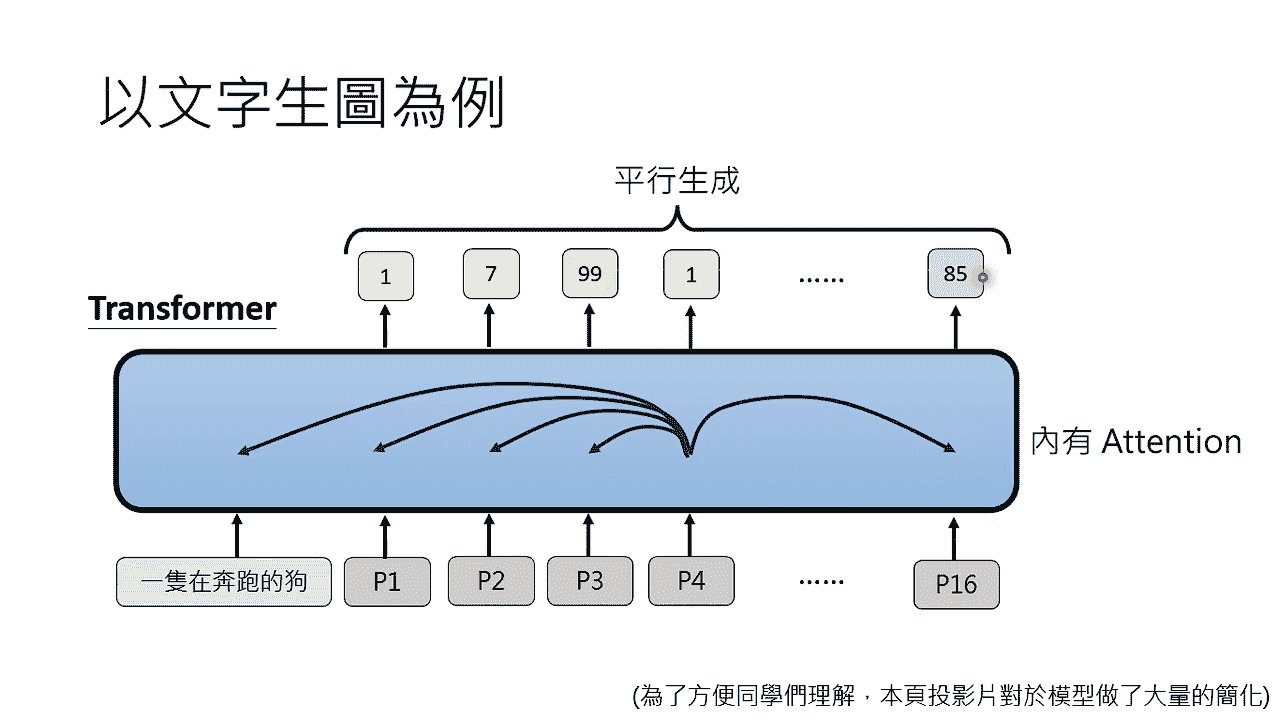 以文字生圖為例
平行生成
1 7 99 1 …… 85
Transformer
內有 Attention
一隻在奔跑的狗 P1 P2 P3 P4 …… P16
(為了方便同學們理解，本頁投影片對於模型做了大量的簡化)